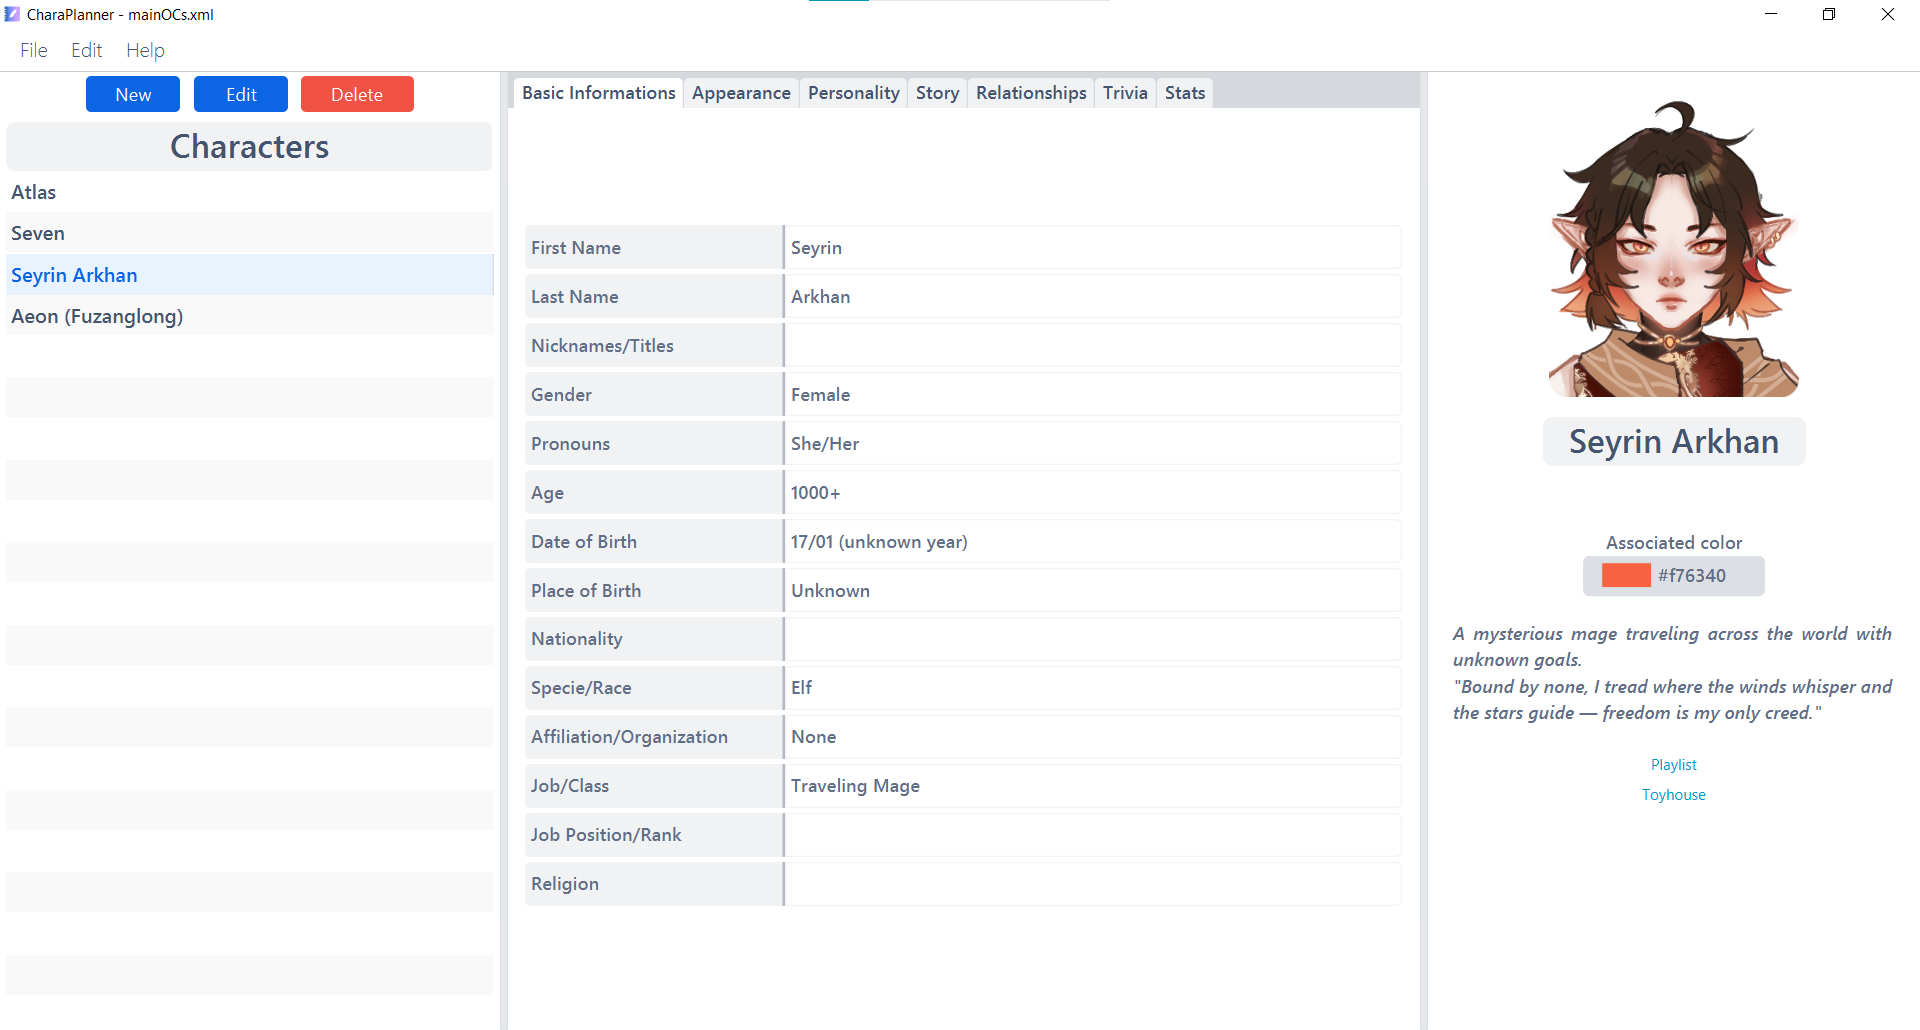 CharaPlanner - mainOCs.xml
File Edit Help
New Edit Delete
Characters
Atlas
Seven
Seyrin Arkhan
Aeon (Fuzanglong)
Basic Informations Appearance Personality Story Relationships Trivia Stats
First Name Seyrin
Last Name Arkhan
Nicknames/Titles
Gender Female
Pronouns She/Her
Age 1000+
Date of Birth 17/01 (unknown year)
Place of Birth Unknown
Nationality
Specie/Race Elf
Affiliation/Organization None
Job/Class Traveling Mage
Job Position/Rank
Religion
Seyrin Arkhan
Associated color
#f76340
A mysterious mage traveling across the world with
unknown goals.
"Bound by none, I tread where the winds whisper and
the stars guide — freedom is my only creed."
Playlist
Toyhouse